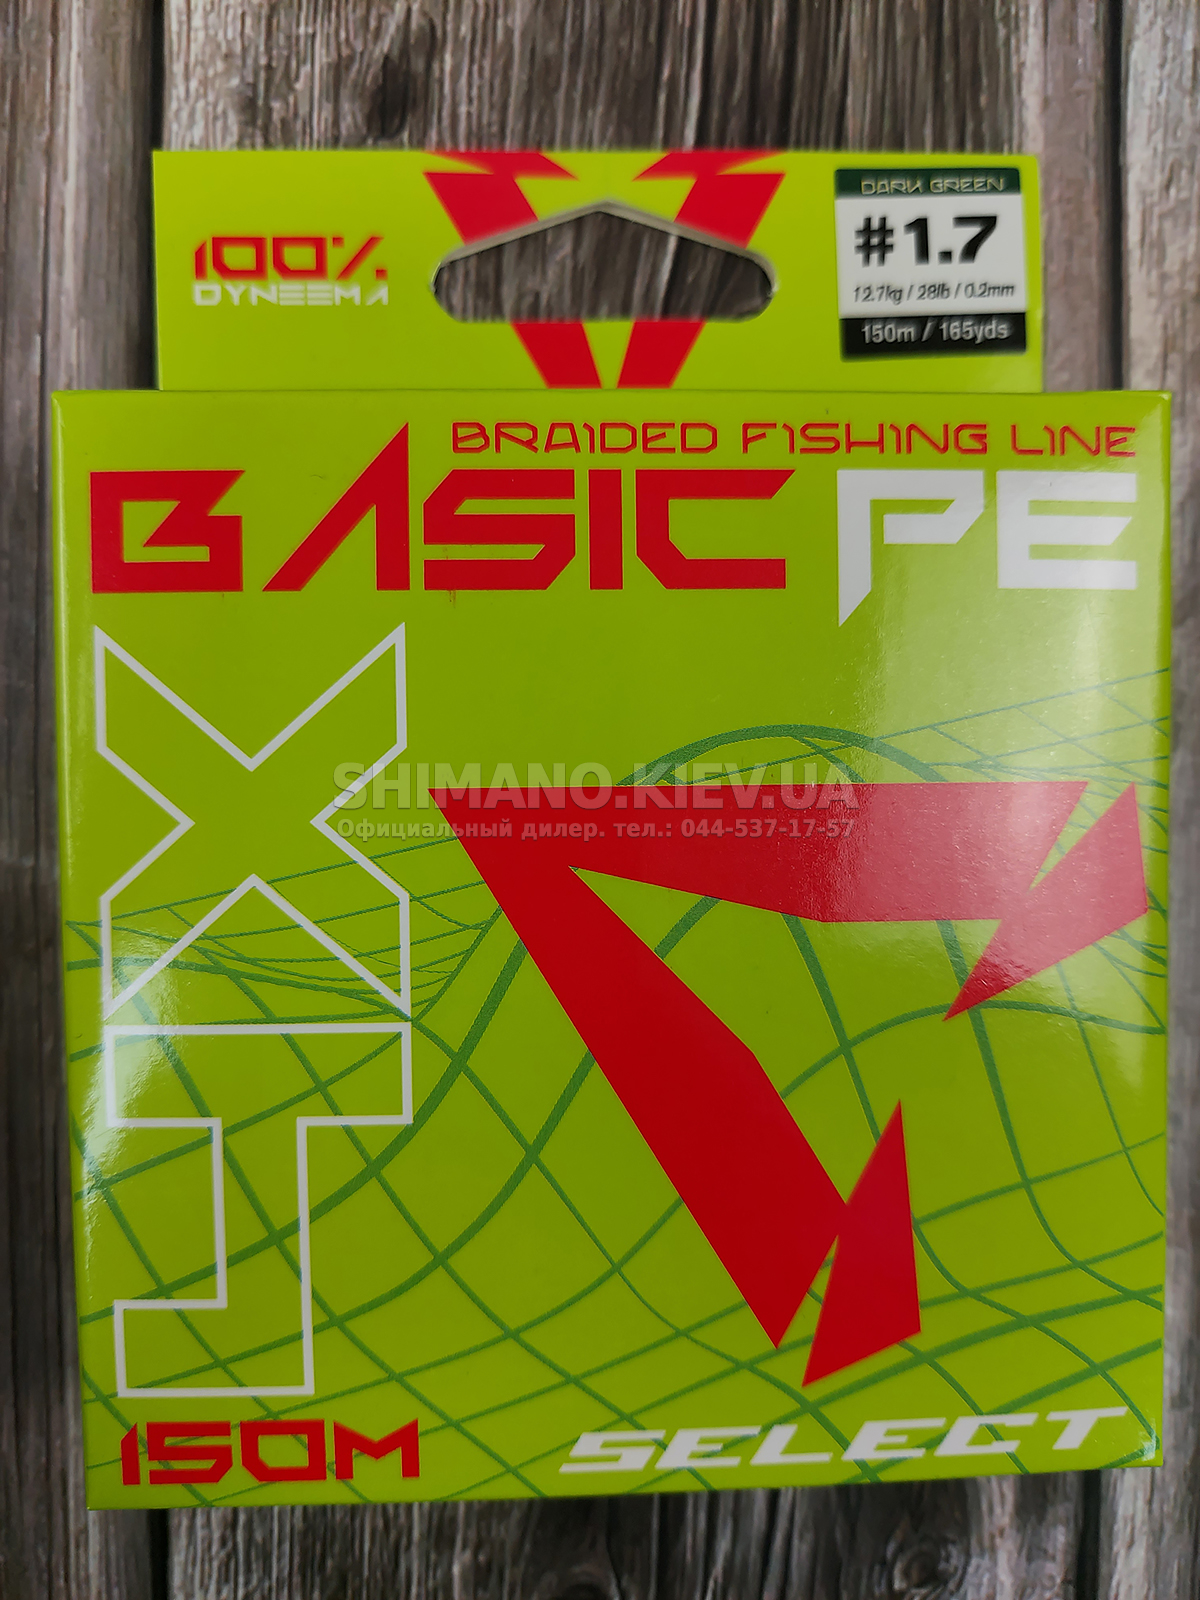 100%
DYNEEMA
DARK GREEN
#1.7
12.7kg / 28lb / 0.2mm
150m / 165yds
BRAIDED FISHING LINE
BASIC PE
SHIMANO.KIEV.UA
Официальный дилер. тел.: 044-537-17-57
150M
SELECT